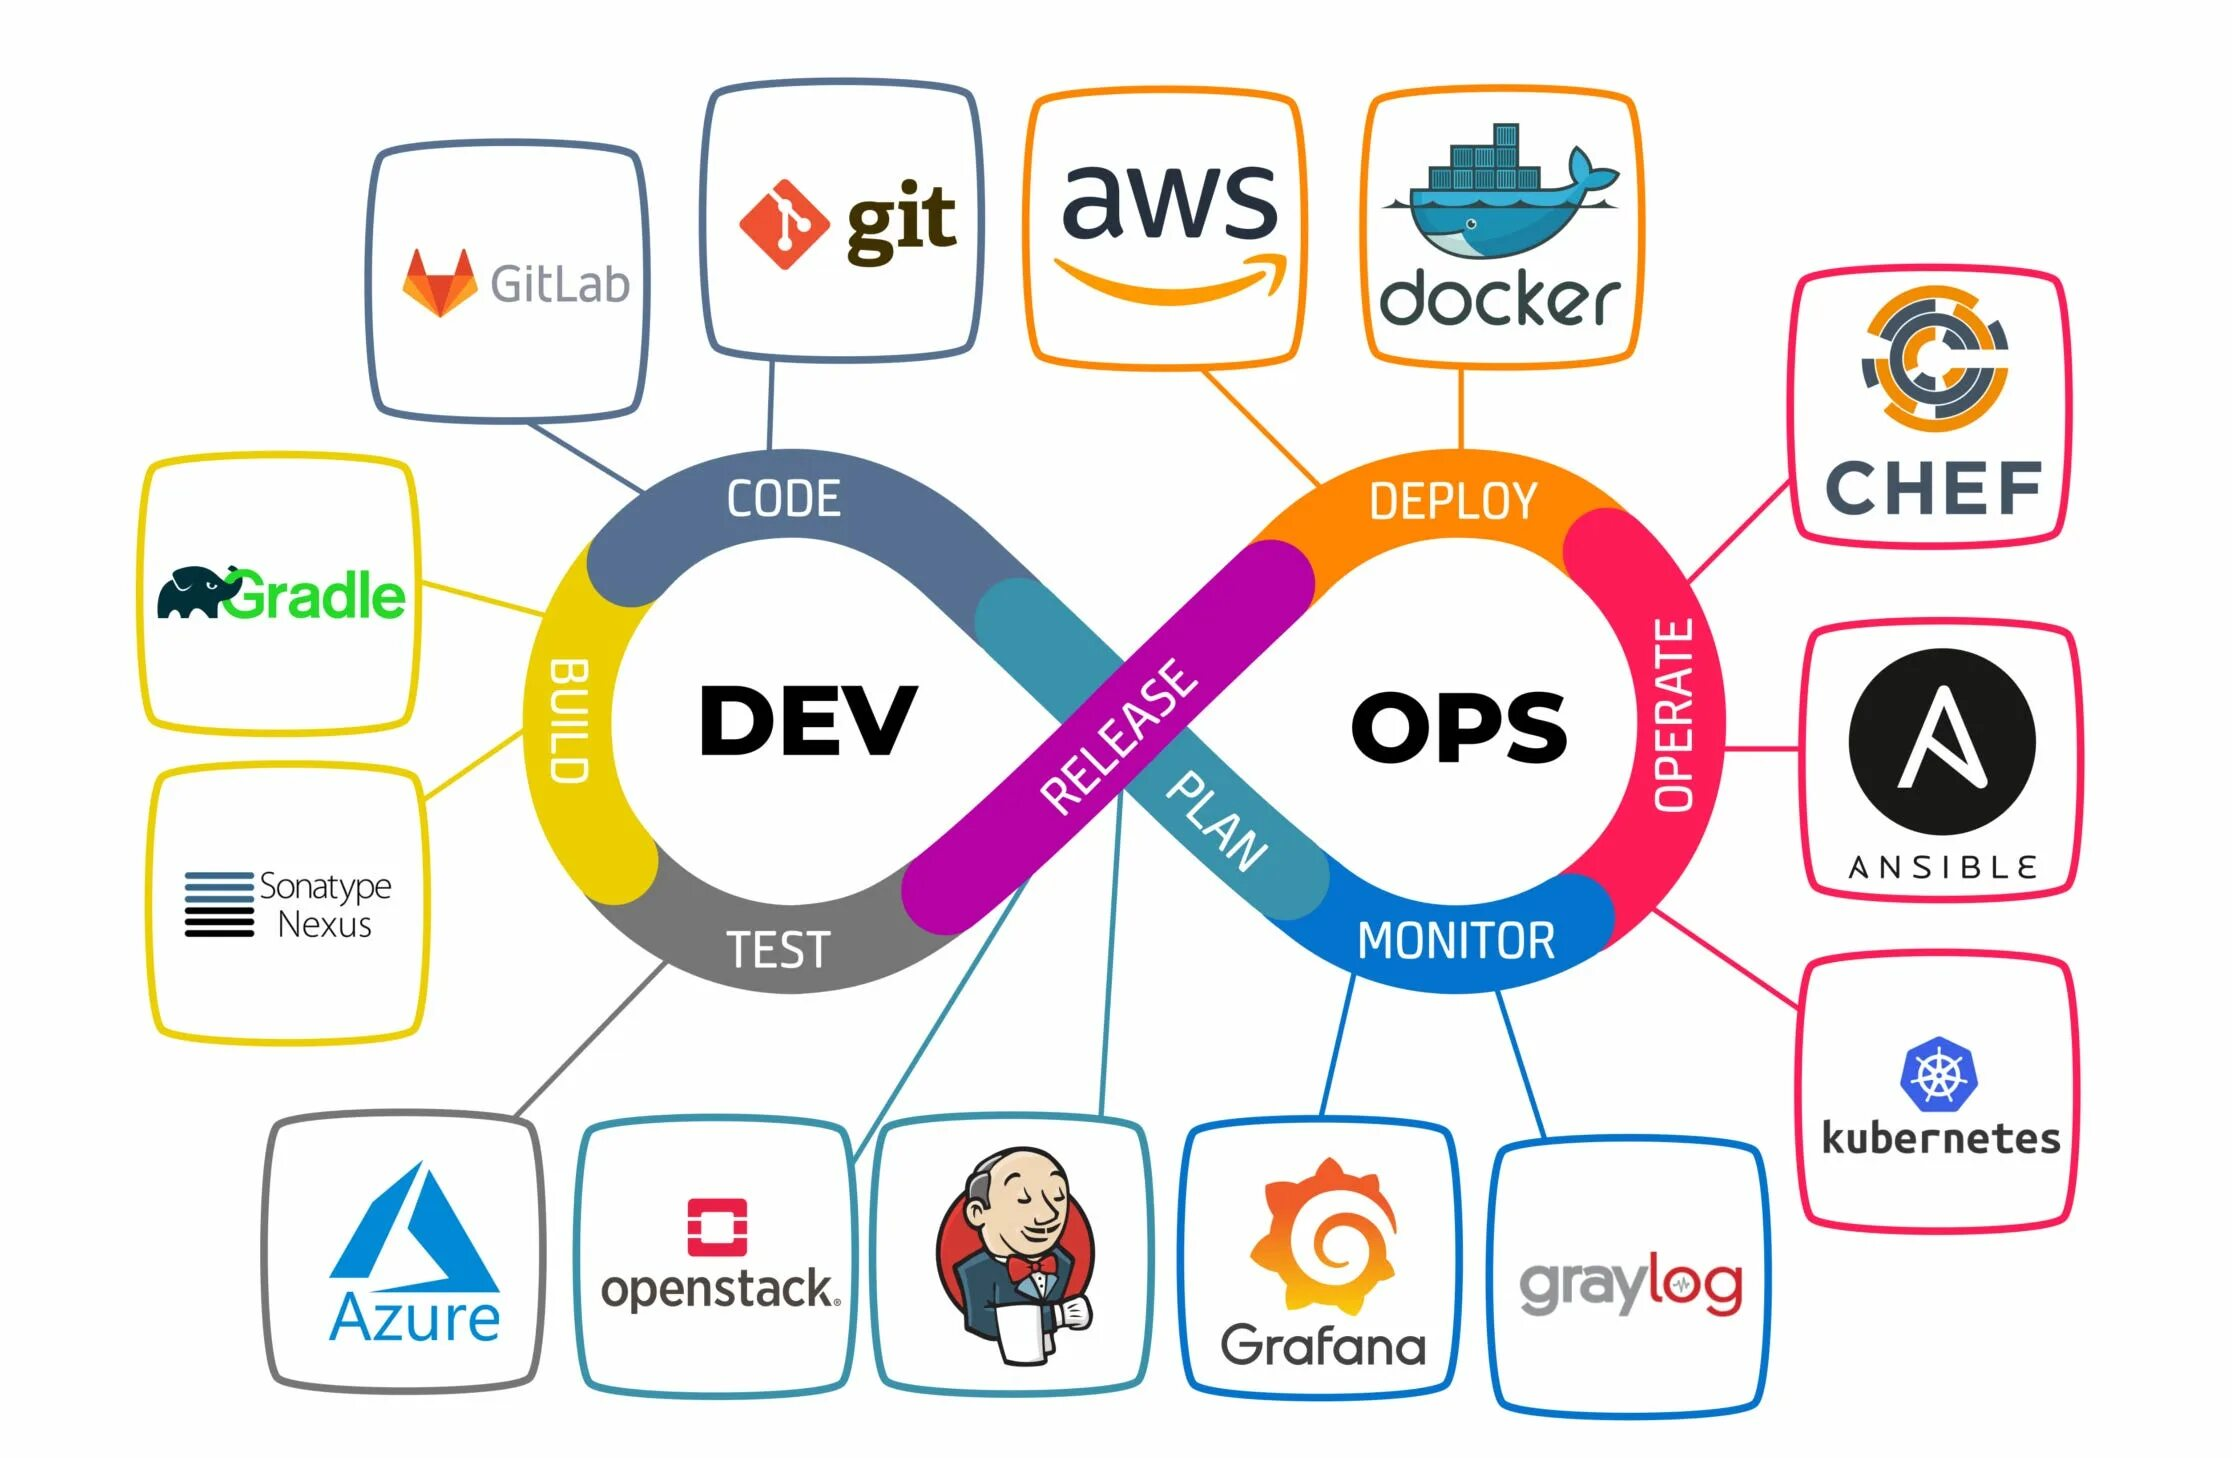 GitLab
git
aws
docker
CHEF
Gradle
CODE
DEPLOY
BUILD
DEV
RELEASE
OPS
OPERATE
ANSIBLE
PLAN
Sonatype
Nexus
TEST
MONITOR
kubernetes
Azure
openstack®
Grafana
graylog